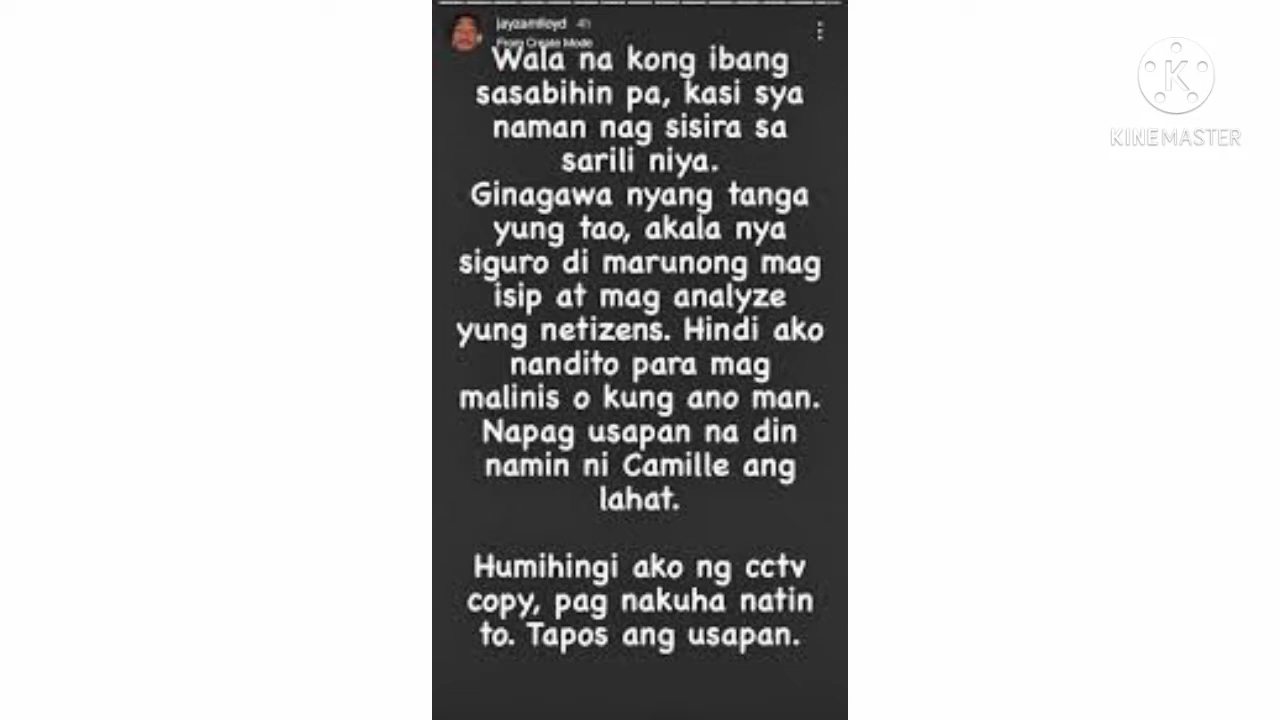 jayzamlloyd 4h
From Create Mode
Wala na kong ibang
sasabihin pa, kasi sya
naman nag sisira sa
sarili niya.
Ginagawa nyang tanga
yung tao, akala nya
siguro di marunong mag
isip at mag analyze
yung netizens. Hindi ako
nandito para mag
malinis o kung ano man.
Napag usapan na din
namin ni Camille ang
lahat.
Humihingi ako ng cctv
copy, pag nakuha natin
to. Tapos ang usapan.
K
KINEMASTER